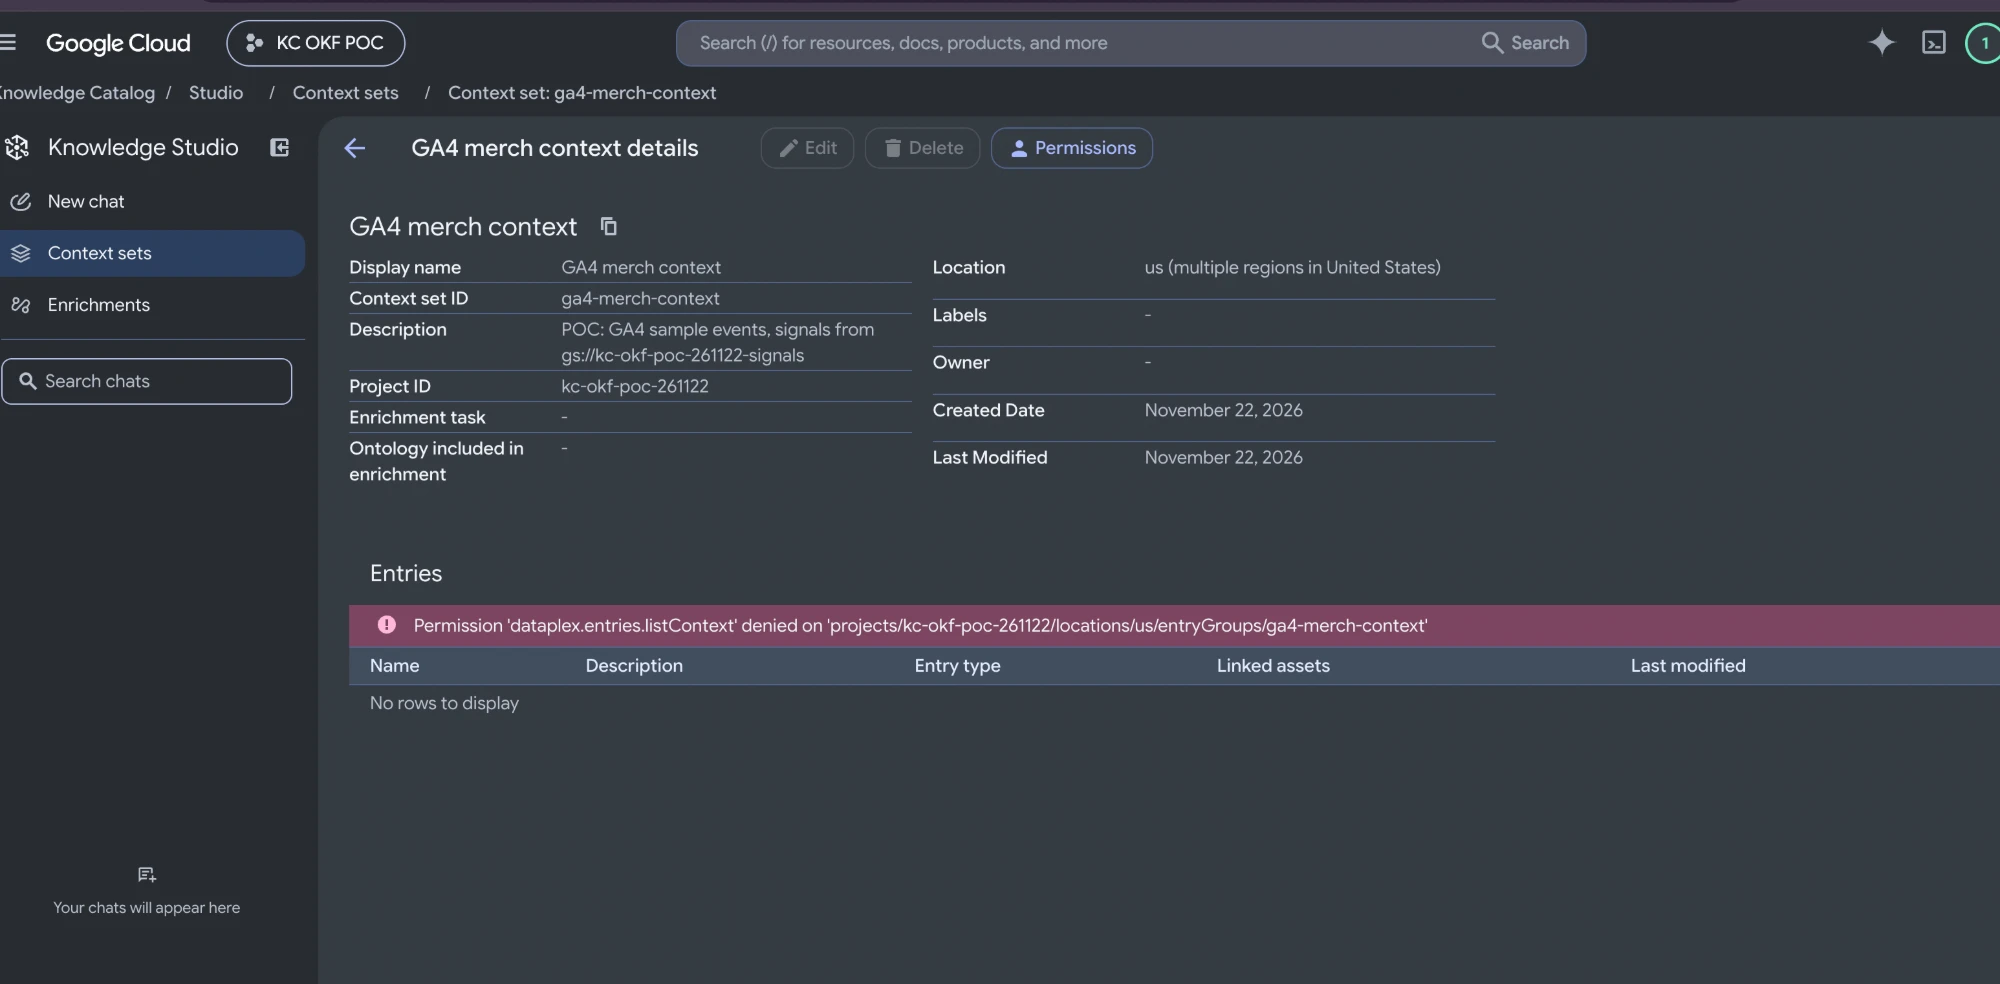 Google Cloud
KC OKF POC
Search (/) for resources, docs, products, and more
Search
1
Knowledge Catalog / Studio / Context sets / Context set: ga4-merch-context
Knowledge Studio
New chat
Context sets
Enrichments
Search chats
Your chats will appear here
GA4 merch context details
Edit
Delete
Permissions
GA4 merch context
Display name GA4 merch context
Context set ID ga4-merch-context
Description POC: GA4 sample events, signals from
gs://kc-okf-poc-261122-signals
Project ID kc-okf-poc-261122
Enrichment task -
Ontology included in -
enrichment
Location us (multiple regions in United States)
Labels -
Owner -
Created Date November 22, 2026
Last Modified November 22, 2026
Entries
Permission 'dataplex.entries.listContext' denied on 'projects/kc-okf-poc-261122/locations/us/entryGroups/ga4-merch-context'
Name Description Entry type Linked assets Last modified
No rows to display